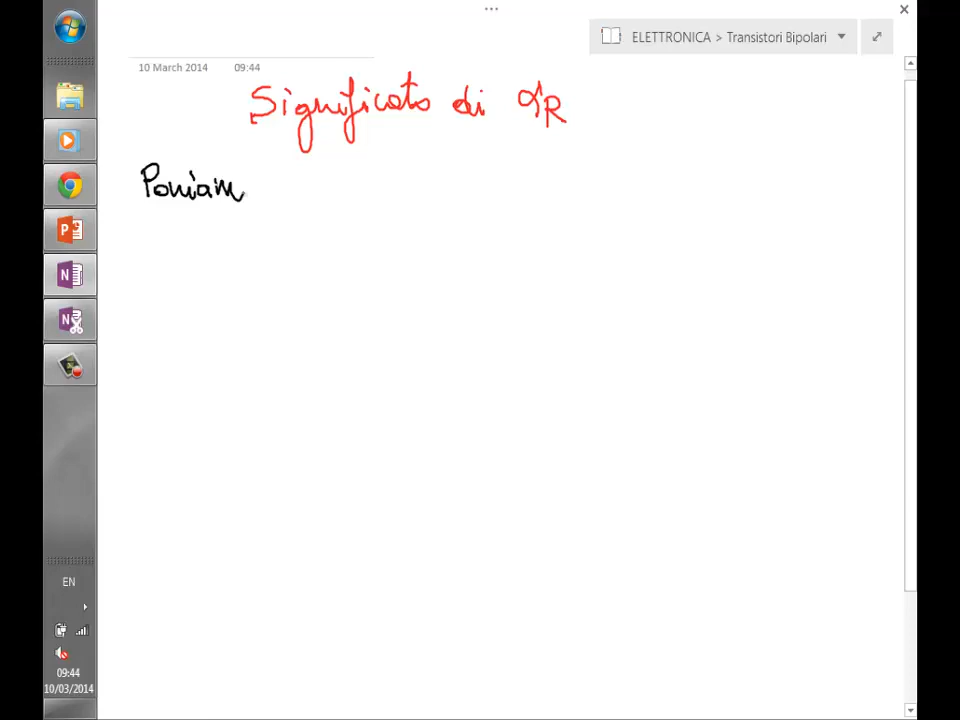 ELETTRONICA > Transistori Bipolari
10 March 2014 09:44
Significato di αR
Poniam
EN
09:44
10/03/2014